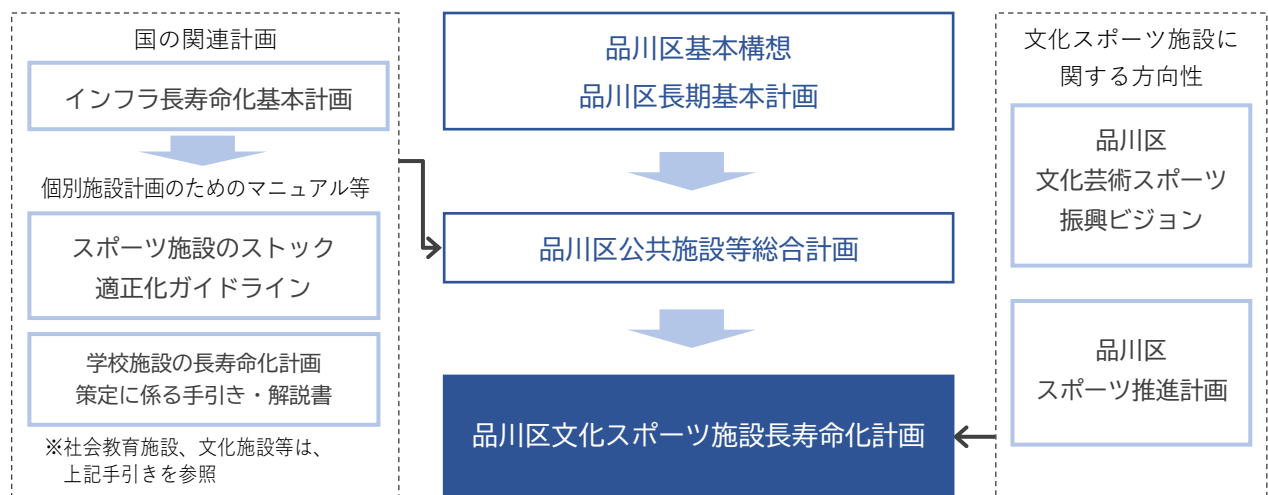 国の関連計画
インフラ長寿命化基本計画
個別施設計画のためのマニュアル等
スポーツ施設のストック
適正化ガイドライン
学校施設の長寿命化計画
策定に係る手引き・解説書
※社会教育施設、文化施設等は、
上記手引きを参照
品川区基本構想
品川区長期基本計画
品川区公共施設等総合計画
品川区文化スポーツ施設長寿命化計画
文化スポーツ施設に
関する方向性
品川区
文化芸術スポーツ
振興ビジョン
品川区
スポーツ推進計画